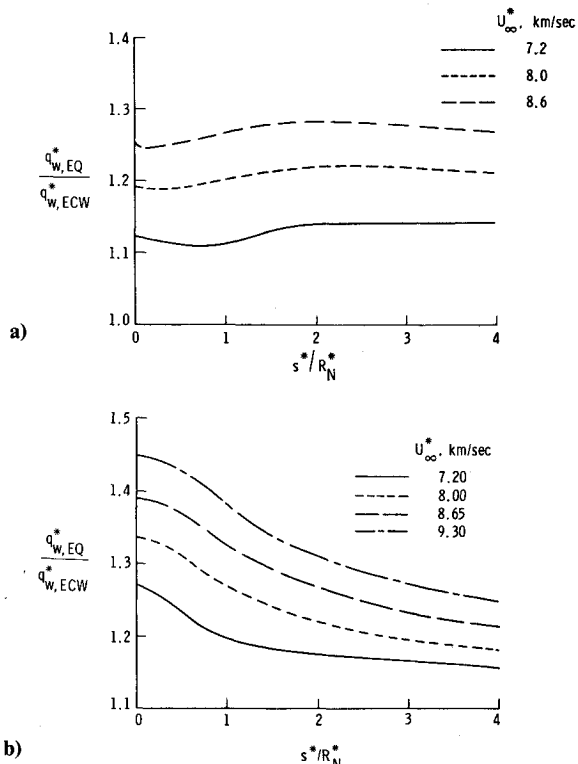 U*∞, km/sec
7.2
8.0
8.6
1.4
1.3
1.2
1.1
1.0
q*w,EQ
q*w,ECW
0 1 2 3 4
s*/R*N
a)
U*∞, km/sec
7.20
8.00
8.65
9.30
1.5
1.4
1.3
1.2
1.1
q*w,EQ
q*w,ECW
0 1 2 3 4
s*/R*N
b)